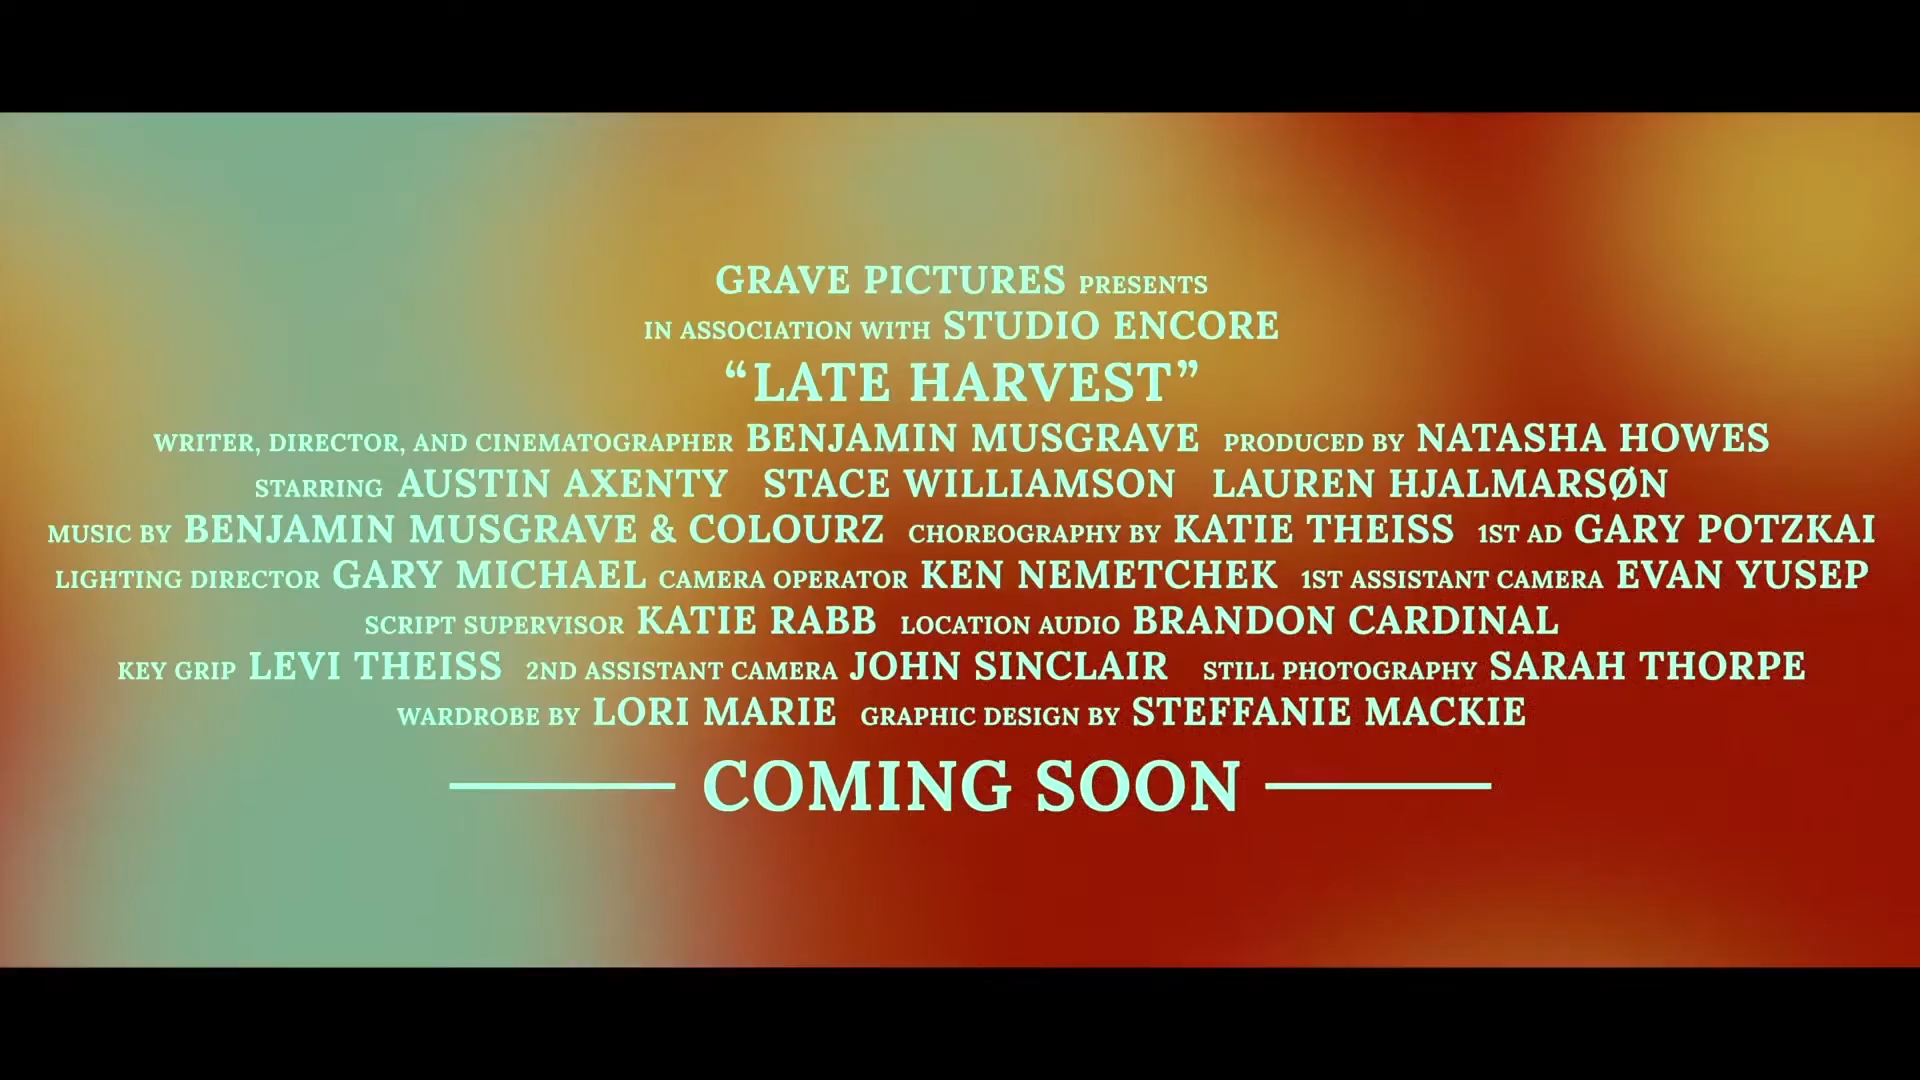 GRAVE PICTURES PRESENTS
IN ASSOCIATION WITH STUDIO ENCORE
“LATE HARVEST”
WRITER, DIRECTOR, AND CINEMATOGRAPHER BENJAMIN MUSGRAVE PRODUCED BY NATASHA HOWES
STARRING AUSTIN AXENTY STACE WILLIAMSON LAUREN HJALMARSØN
MUSIC BY BENJAMIN MUSGRAVE & COLOURZ CHOREOGRAPHY BY KATIE THEISS 1ST AD GARY POTZKAI
LIGHTING DIRECTOR GARY MICHAEL CAMERA OPERATOR KEN NEMETCHEK 1ST ASSISTANT CAMERA EVAN YUSEP
SCRIPT SUPERVISOR KATIE RABB LOCATION AUDIO BRANDON CARDINAL
KEY GRIP LEVI THEISS 2ND ASSISTANT CAMERA JOHN SINCLAIR STILL PHOTOGRAPHY SARAH THORPE
WARDROBE BY LORI MARIE GRAPHIC DESIGN BY STEFFANIE MACKIE
COMING SOON